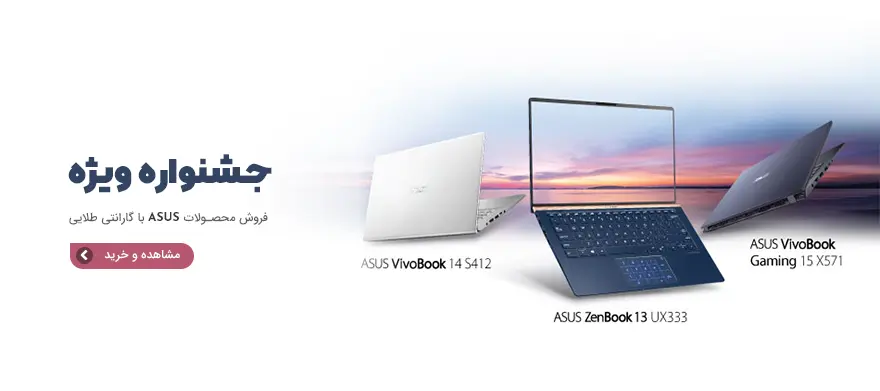 جشنواره ویژه
فروش محصـولات ASUS با گارانتی طلایی
مشاهده و خرید
ASUS VivoBook 14 S412
ASUS ZenBook 13 UX333
ASUS VivoBook
Gaming 15 X571